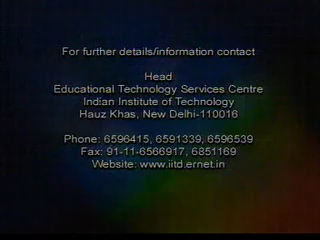 For further details/information contact
Head
Educational Technology Services Centre
Indian Institute of Technology
Hauz Khas, New Delhi-110016
Phone: 6596415, 6591339, 6596539
Fax: 91-11-6566917, 6851169
Website: www.iitd.ernet.in